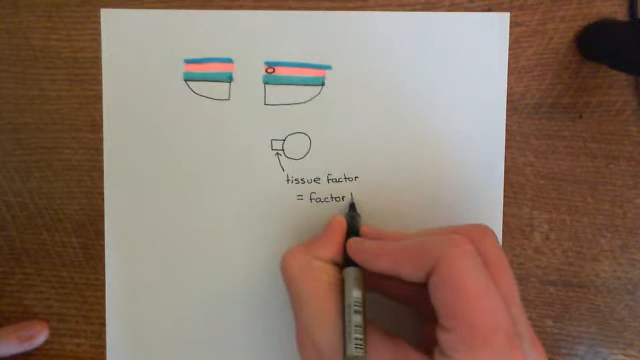 tissue factor
= factor